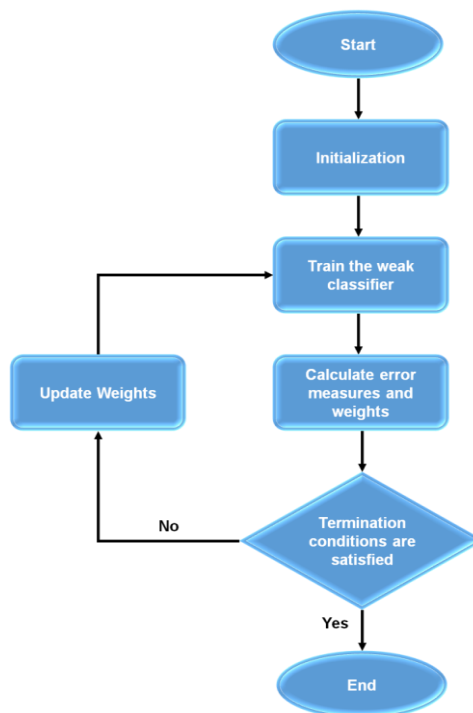 Start
Initialization
Train the weak
classifier
Update Weights
Calculate error
measures and
weights
No
Termination
conditions are
satisfied
Yes
End